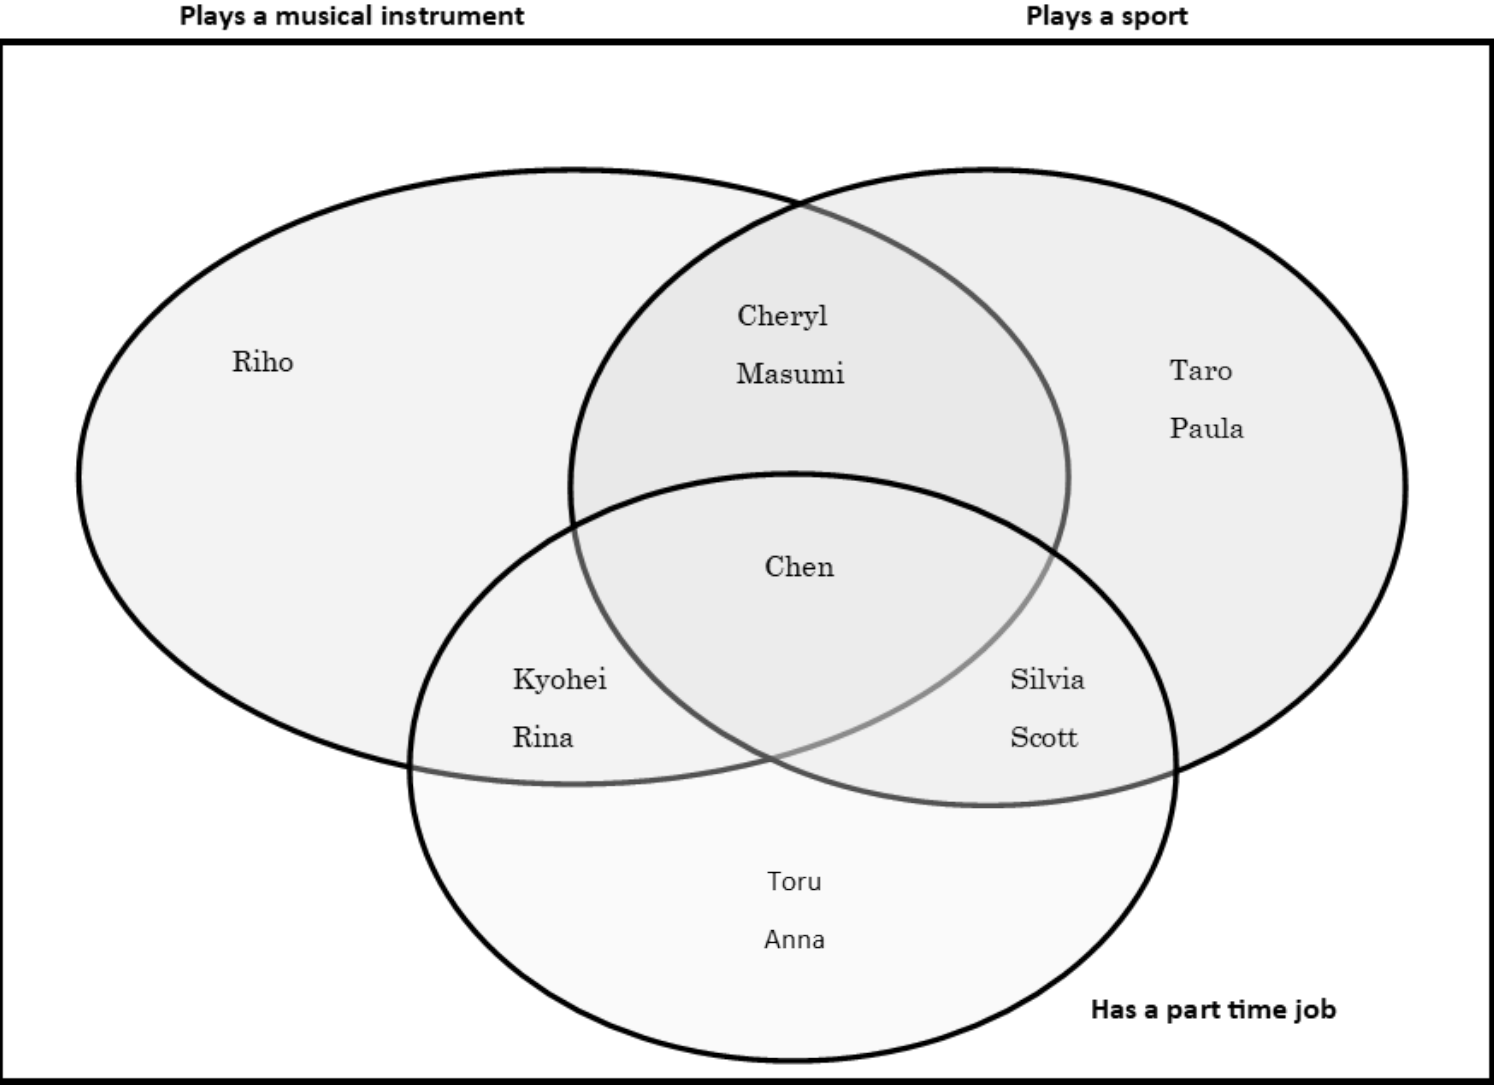 Plays a musical instrument
Plays a sport
Riho
Cheryl
Masumi
Taro
Paula
Chen
Kyohei
Rina
Silvia
Scott
Toru
Anna
Has a part time job